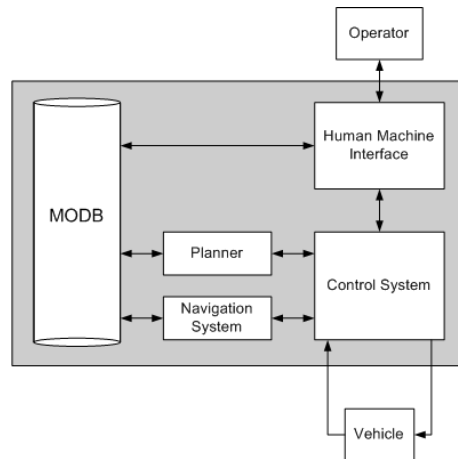 Operator
Human Machine
Interface
MODB
Planner
Control System
Navigation
System
Vehicle